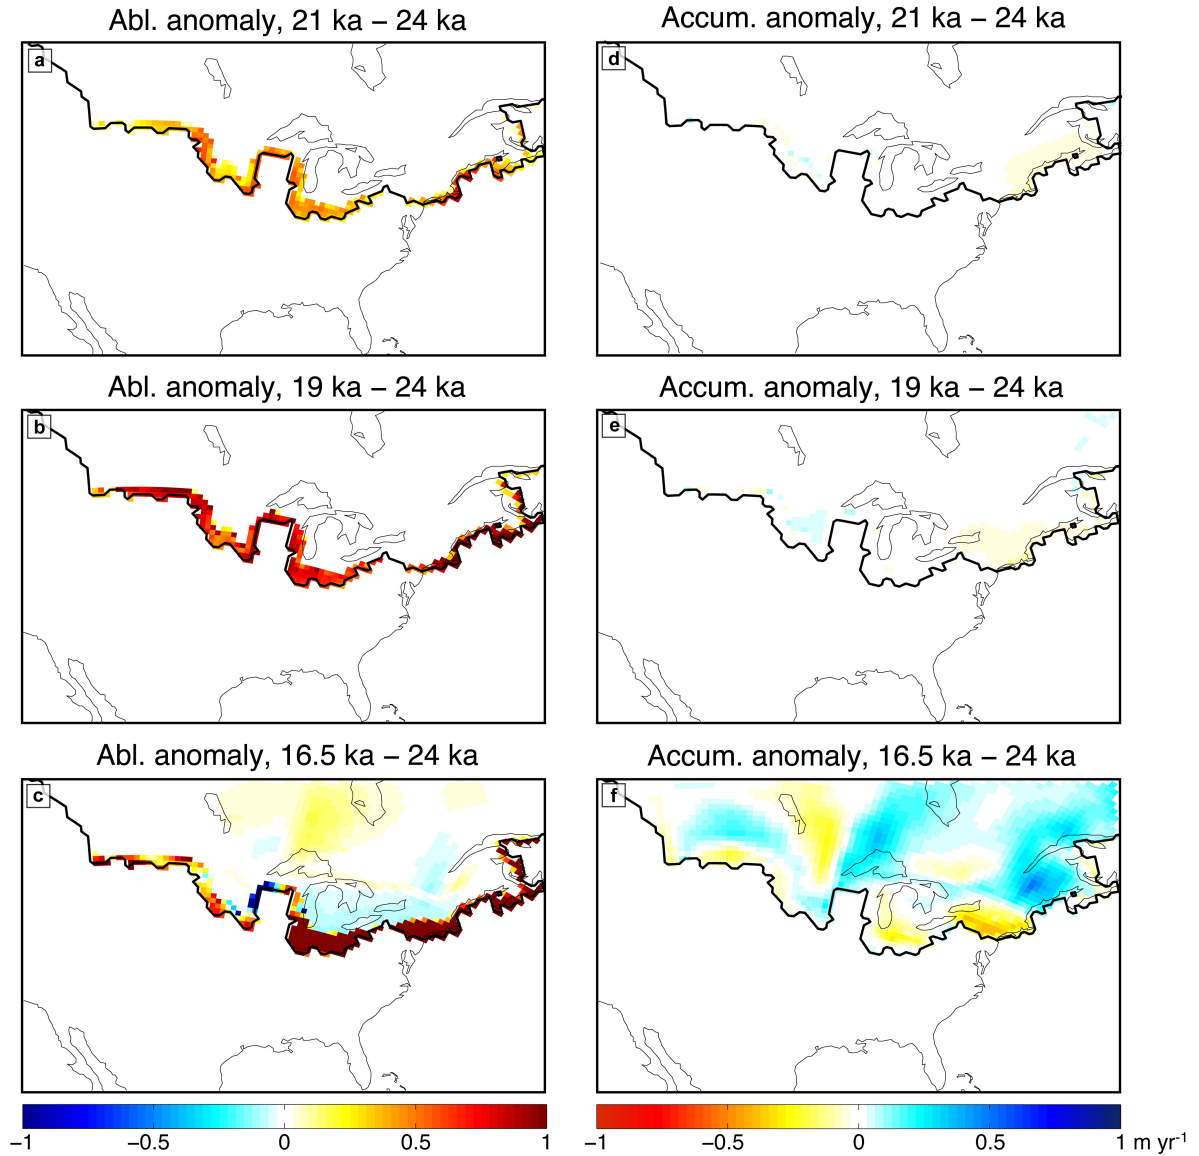 Abl. anomaly, 21 ka − 24 ka
Accum. anomaly, 21 ka − 24 ka
a
d
Abl. anomaly, 19 ka − 24 ka
Accum. anomaly, 19 ka − 24 ka
b
e
Abl. anomaly, 16.5 ka − 24 ka
Accum. anomaly, 16.5 ka − 24 ka
c
f
−1 −0.5 0 0.5 1
−1 −0.5 0 0.5 1 m yr-1